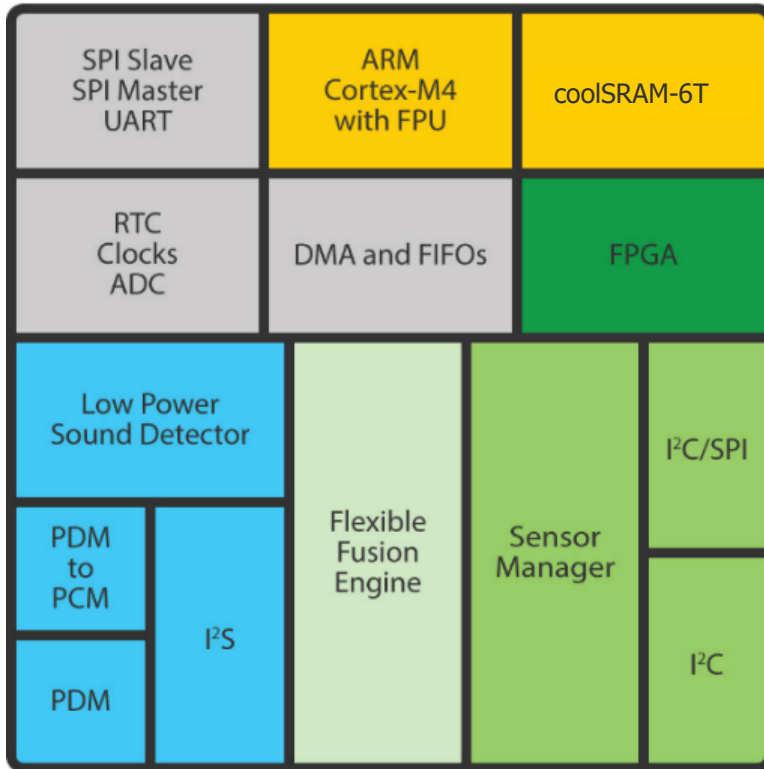 SPI Slave
SPI Master
UART
ARM
Cortex-M4
with FPU
coolSRAM-6T
RTC
Clocks
ADC
DMA and FIFOs
FPGA
Low Power
Sound Detector
PDM
to
PCM
PDM
I²S
Flexible
Fusion
Engine
Sensor
Manager
I²C/SPI
I²C